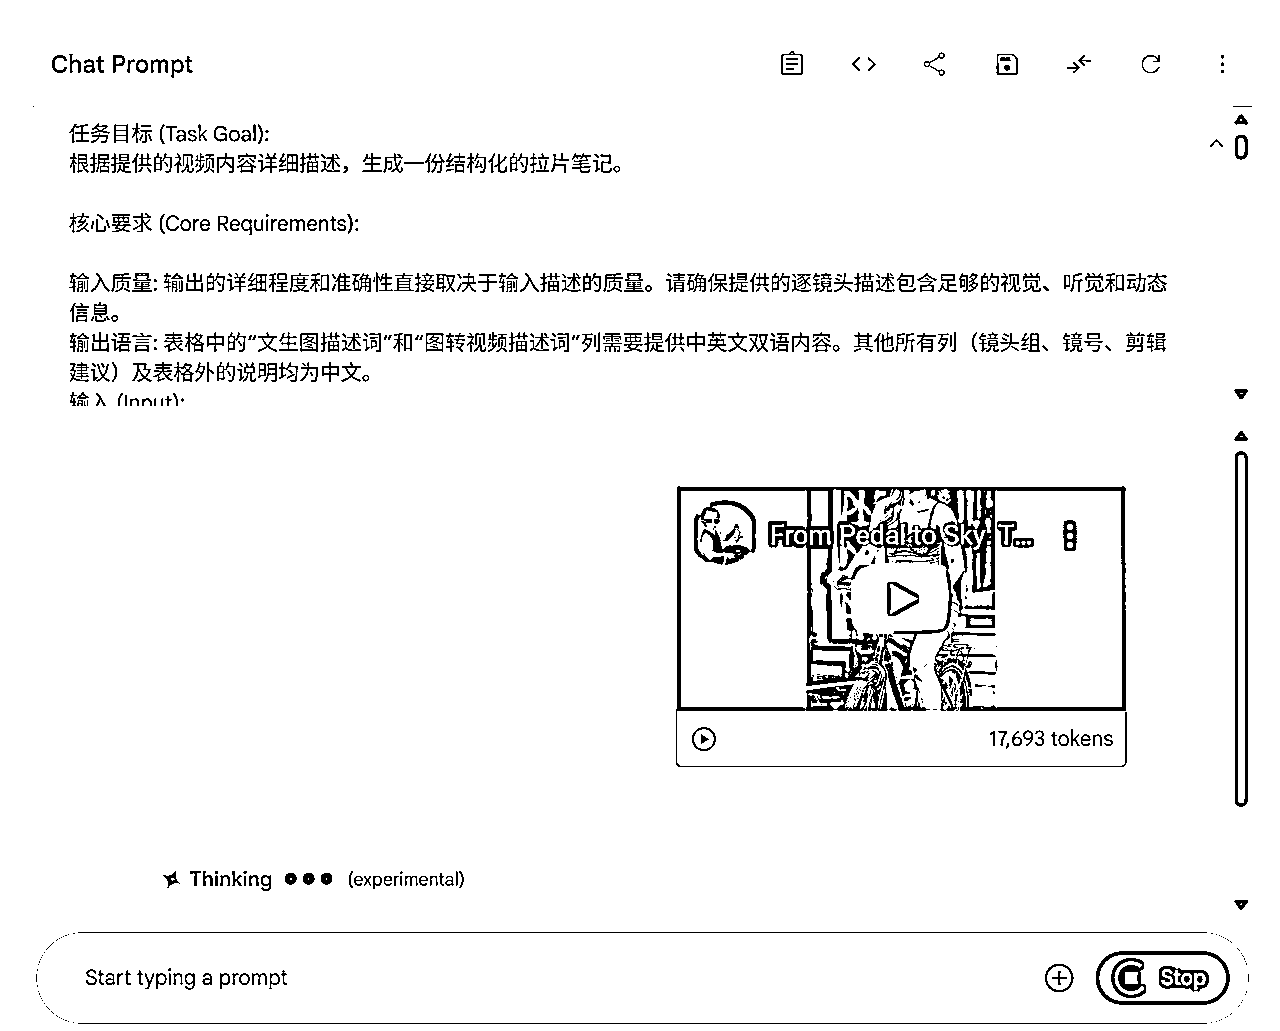 Chat Prompt
任务目标 (Task Goal):
根据提供的视频内容详细描述，生成一份结构化的拉片笔记。
核心要求 (Core Requirements):
输入质量: 输出的详细程度和准确性直接取决于输入描述的质量。请确保提供的逐镜头描述包含足够的视觉、听觉和动态
信息。
输出语言: 表格中的“文生图描述词”和“图转视频描述词”列需要提供中英文双语内容。其他所有列（镜头组、镜号、剪辑
建议）及表格外的说明均为中文。
输入 (Input):
From Pedal to Sky: T...
17,693 tokens
Thinking (experimental)
Start typing a prompt
Stop